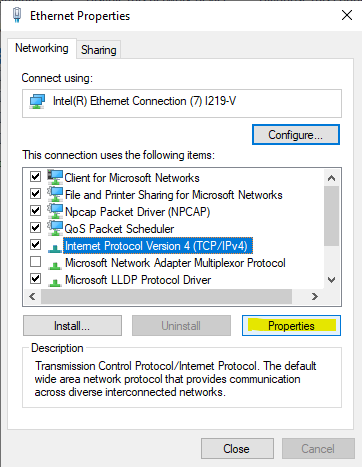 Ethernet Properties
Networking
Sharing
Connect using:
Intel(R) Ethernet Connection (7) I219-V
Configure...
This connection uses the following items:
Client for Microsoft Networks
File and Printer Sharing for Microsoft Networks
Npcap Packet Driver (NPCAP)
QoS Packet Scheduler
Internet Protocol Version 4 (TCP/IPv4)
Microsoft Network Adapter Multiplexor Protocol
Microsoft LLDP Protocol Driver
Install...
Uninstall
Properties
Description
Transmission Control Protocol/Internet Protocol. The default
wide area network protocol that provides communication
across diverse interconnected networks.
Close
Cancel